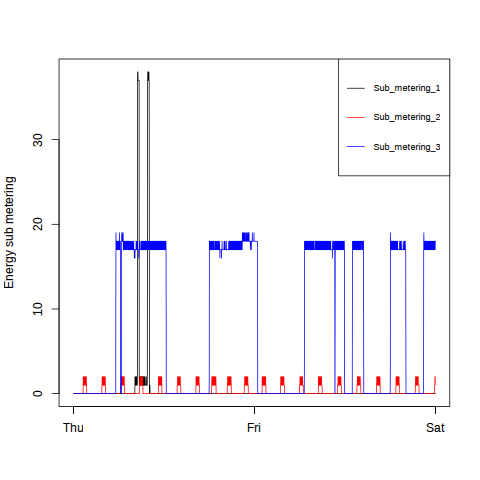 Sub_metering_1
Sub_metering_2
Sub_metering_3
Energy sub metering
30
20
10
0
Thu Fri Sat